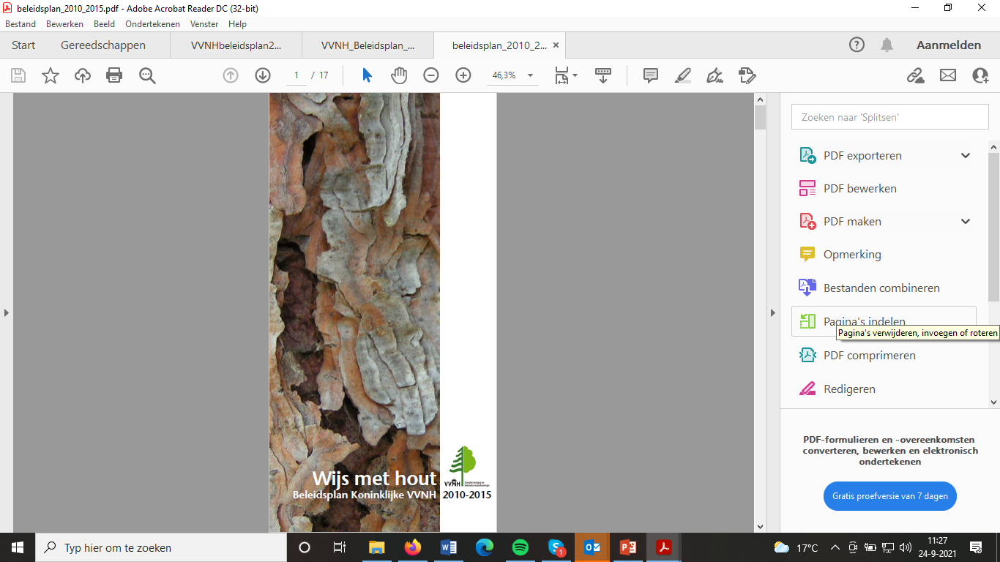 beleidsplan_2010_2015.pdf - Adobe Acrobat Reader DC (32-bit)
Bestand Bewerken Beeld Ondertekenen Venster Help
Start Gereedschappen VVNHbeleidsplan2... VVNH_Beleidsplan_... beleidsplan_2010_2... Aanmelden
1 / 17 46,3%
Zoeken naar 'Splitsen'
PDF exporteren
PDF bewerken
PDF maken
Opmerking
Bestanden combineren
Pagina's indelen
Pagina's verwijderen, invoegen of roteren
PDF comprimeren
Redigeren
PDF-formulieren en -overeenkomsten
converteren, bewerken en elektronisch
ondertekenen
Gratis proefversie van 7 dagen
Wijs met hout
VVNH
Beleidsplan Koninklijke VVNH 2010-2015
Typ hier om te zoeken
1
17°C
11:27
24-9-2021